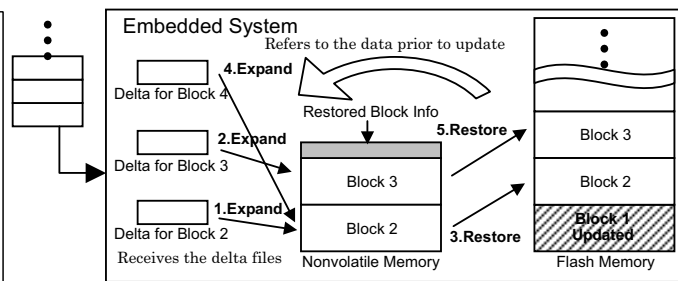 Embedded System
Refers to the data prior to update
4.Expand
Delta for Block 4
Restored Block Info
2.Expand
5.Restore
Delta for Block 3
Block 3
Block 3
Block 2
1.Expand
Block 2
3.Restore
Block 1
Updated
Delta for Block 2
Receives the delta files
Nonvolatile Memory
Flash Memory